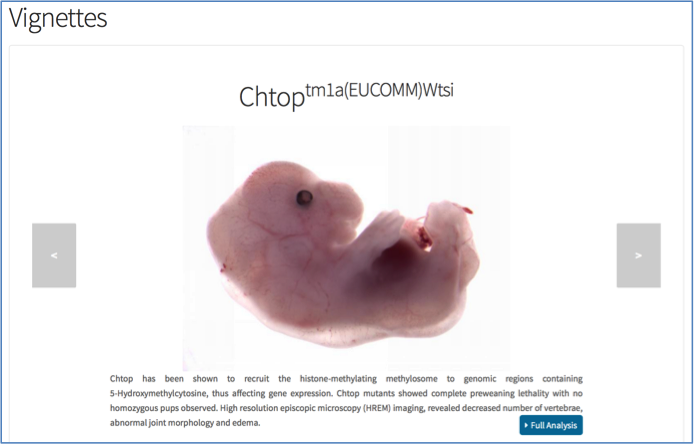 Vignettes
Chtoptm1a(EUCOMM)Wtsi
<
>
Chtop has been shown to recruit the histone-methylating methylosome to genomic regions containing
5-Hydroxymethylcytosine, thus affecting gene expression. Chtop mutants showed complete preweaning lethality with no
homozygous pups observed. High resolution episcopic microscopy (HREM) imaging, revealed decreased number of vertebrae,
abnormal joint morphology and edema.
Full Analysis